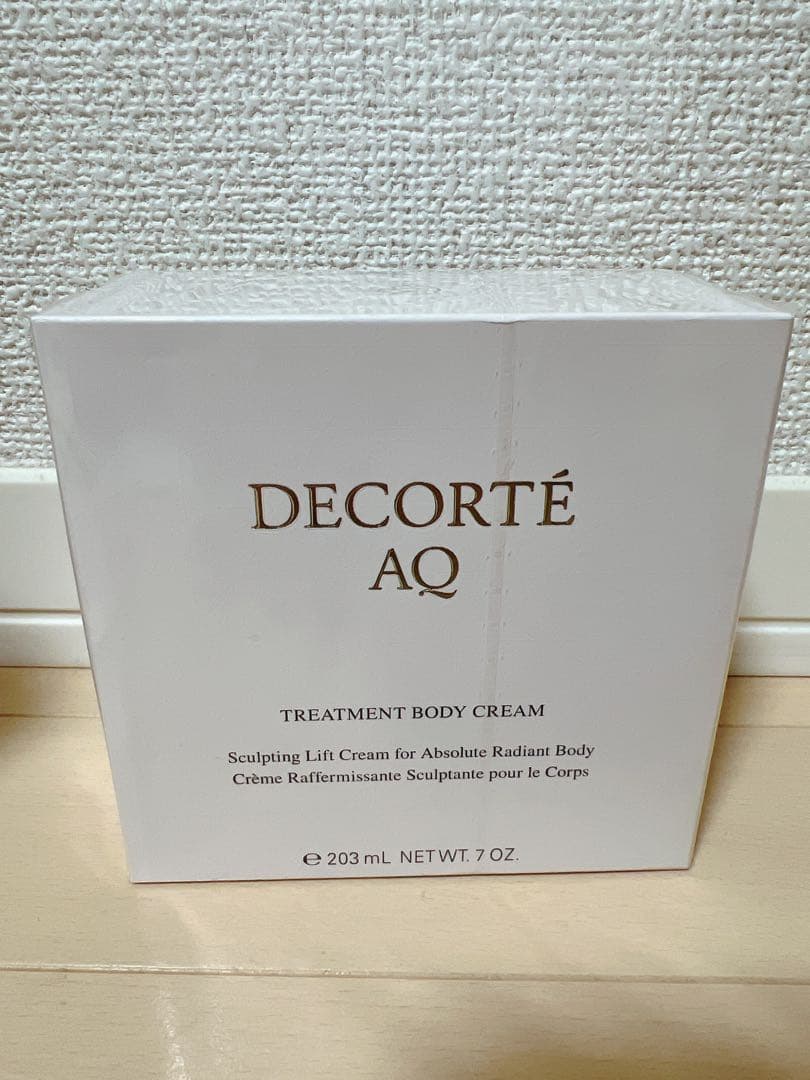 DECORTÉ
AQ
TREATMENT BODY CREAM
Sculpting Lift Cream for Absolute Radiant Body
Crème Raffermissante Sculptante pour le Corps
℮ 203 mL NET WT. 7 OZ.